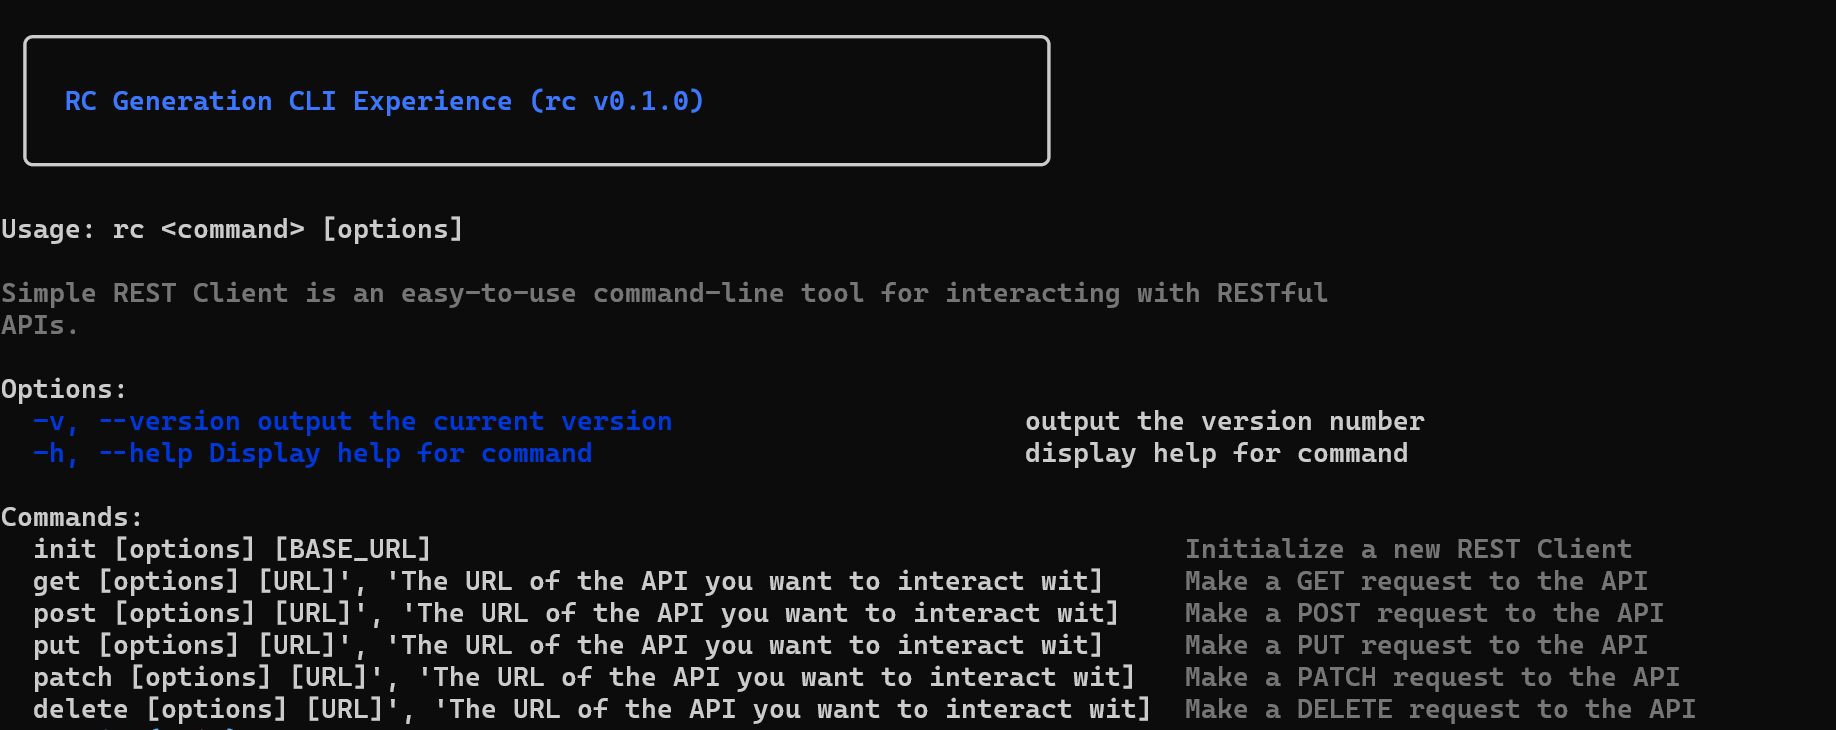 RC Generation CLI Experience (rc v0.1.0)
Usage: rc <command> [options]
Simple REST Client is an easy-to-use command-line tool for interacting with RESTful
APIs.
Options:
-v, --version output the current version output the version number
-h, --help Display help for command display help for command
Commands:
init [options] [BASE_URL] Initialize a new REST Client
get [options] [URL]', 'The URL of the API you want to interact wit] Make a GET request to the API
post [options] [URL]', 'The URL of the API you want to interact wit] Make a POST request to the API
put [options] [URL]', 'The URL of the API you want to interact wit] Make a PUT request to the API
patch [options] [URL]', 'The URL of the API you want to interact wit] Make a PATCH request to the API
delete [options] [URL]', 'The URL of the API you want to interact wit] Make a DELETE request to the API